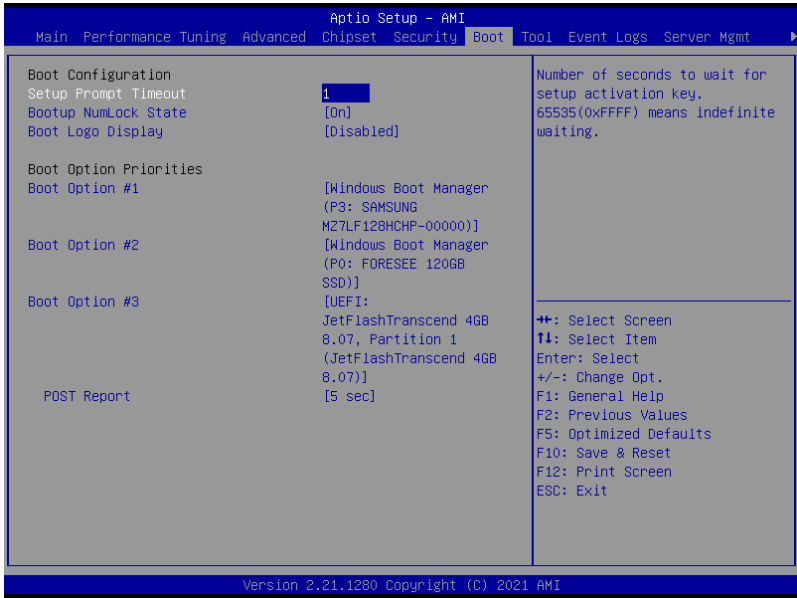 Aptio Setup – AMI
Main Performance Tuning Advanced Chipset Security Boot Tool Event Logs Server Mgmt
Boot Configuration
Setup Prompt Timeout 1
Bootup NumLock State [On]
Boot Logo Display [Disabled]
Boot Option Priorities
Boot Option #1 [Windows Boot Manager
(P3: SAMSUNG
MZ7LF128HCHP-00000)]
Boot Option #2 [Windows Boot Manager
(P0: FORESEE 120GB
SSD)]
Boot Option #3 [UEFI:
JetFlashTranscend 4GB
8.07, Partition 1
(JetFlashTranscend 4GB
8.07)]
POST Report [5 sec]
Number of seconds to wait for
setup activation key.
65535(0xFFFF) means indefinite
waiting.
→←: Select Screen
↑↓: Select Item
Enter: Select
+/-: Change Opt.
F1: General Help
F2: Previous Values
F5: Optimized Defaults
F10: Save & Reset
F12: Print Screen
ESC: Exit
Version 2.21.1280 Copyright (C) 2021 AMI